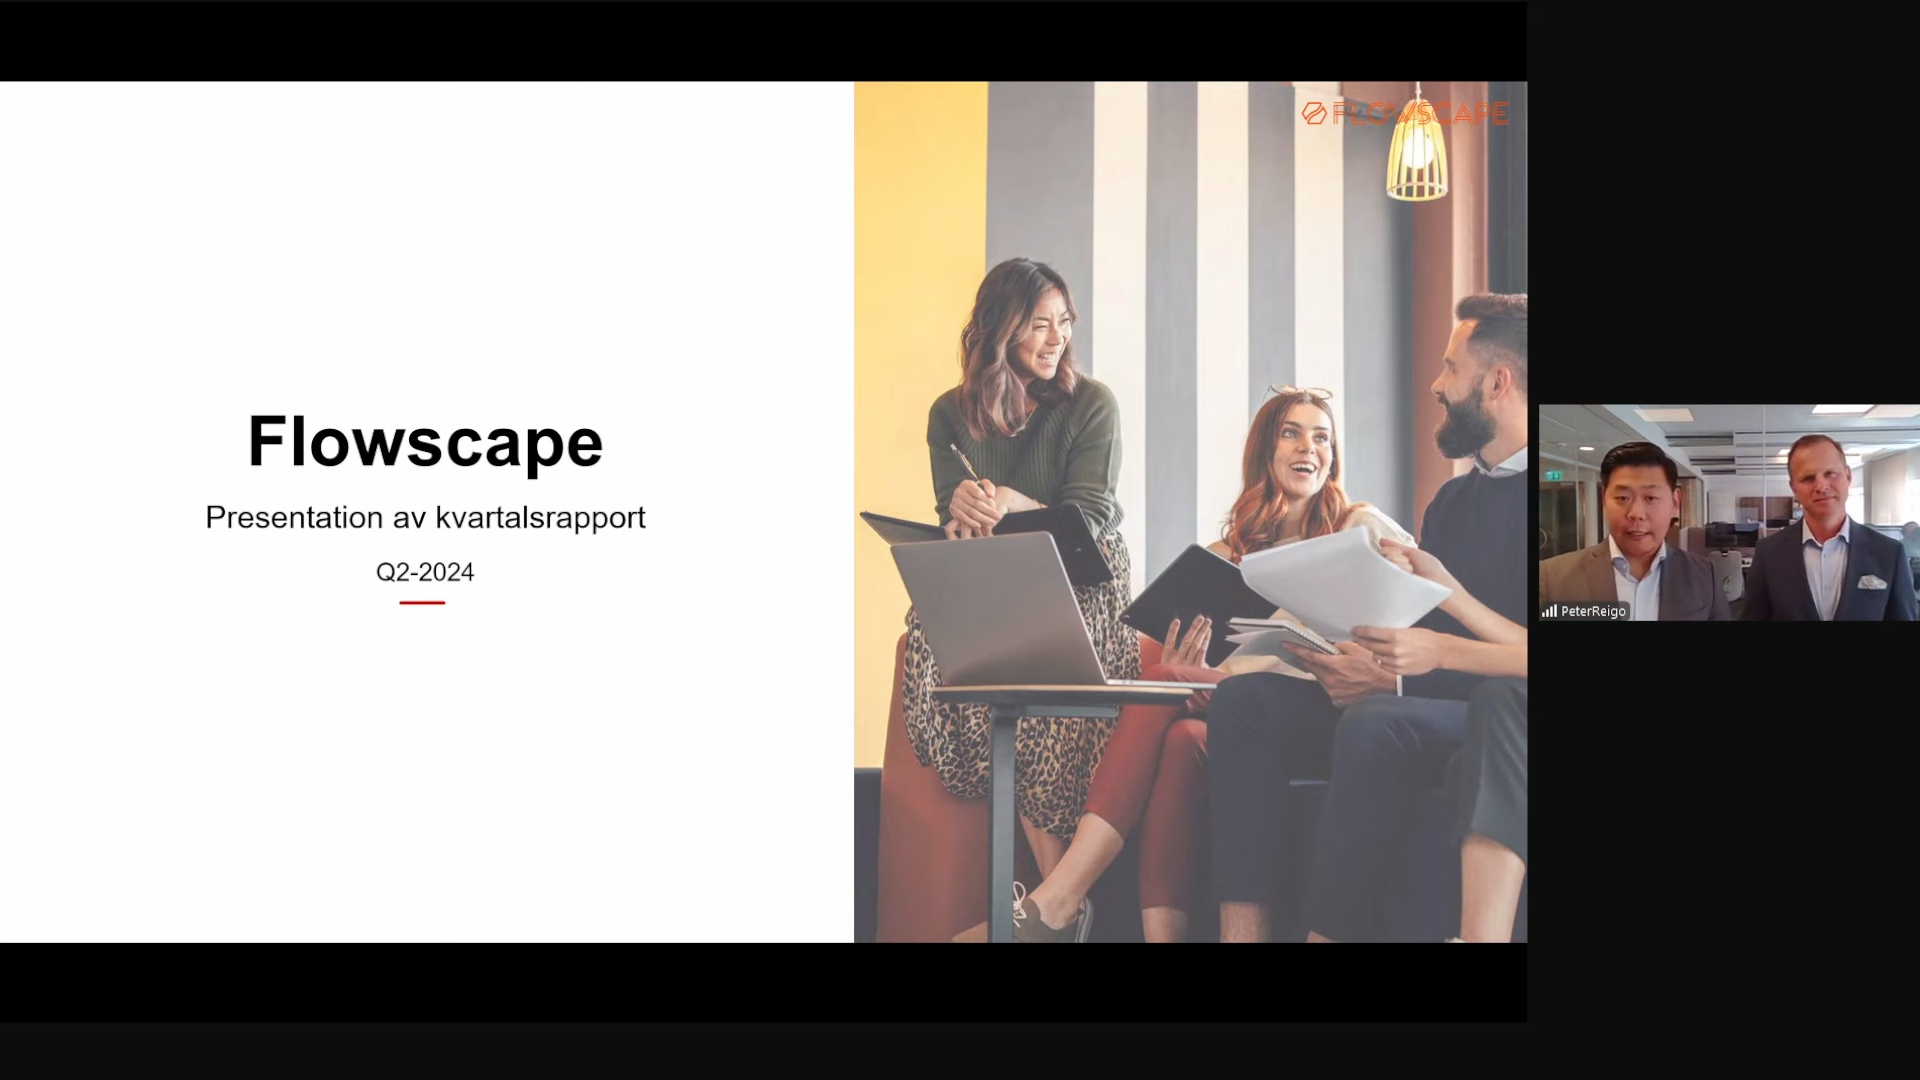 FLOWSCAPE
Flowscape
Presentation av kvartalsrapport
Q2-2024
PeterReigo